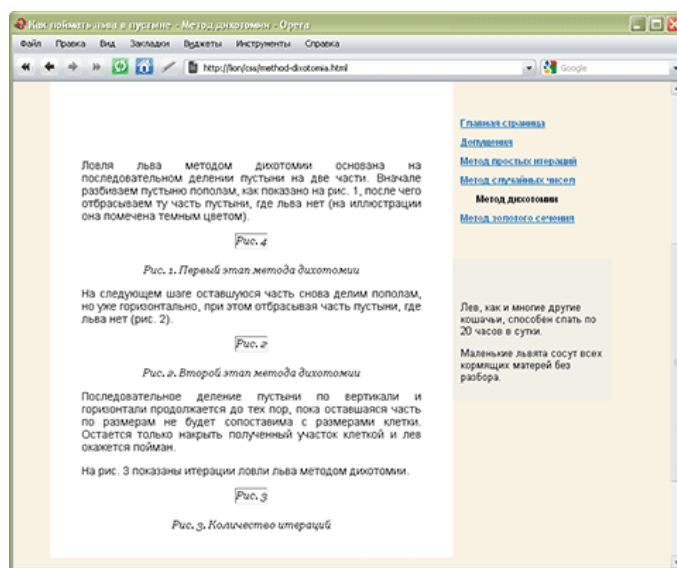 Как поймать льва в пустыне - Метод дихотомии - Opera
Файл Правка Вид Закладки Виджеты Инструменты Справка
http://lion/css/method-dixotomia.html
Google
Ловля льва методом дихотомии основана на
последовательном делении пустыни на две части. Вначале
разбиваем пустыню пополам, как показано на рис. 1, после чего
отбрасываем ту часть пустыни, где льва нет (на иллюстрации
она помечена темным цветом).
Рис. 4
Рис. 1. Первый этап метода дихотомии
На следующем шаге оставшуюся часть снова делим пополам,
но уже горизонтально, при этом отбрасывая часть пустыни, где
льва нет (рис. 2).
Рис. 2
Рис. 2. Второй этап метода дихотомии
Последовательное деление пустыни по вертикали и
горизонтали продолжается до тех пор, пока оставшаяся часть
по размерам не будет сопоставима с размерами клетки.
Остается только накрыть полученный участок клеткой и лев
окажется пойман.
На рис. 3 показаны итерации ловли льва методом дихотомии.
Рис. 3
Рис. 3. Количество итераций
Главная страница
Допущения
Метод простых итераций
Метод случайных чисел
Метод дихотомии
Метод золотого сечения
Лев, как и многие другие
кошачьи, способен спать по
20 часов в сутки.
Маленькие львята сосут всех
кормящих матерей без
разбора.